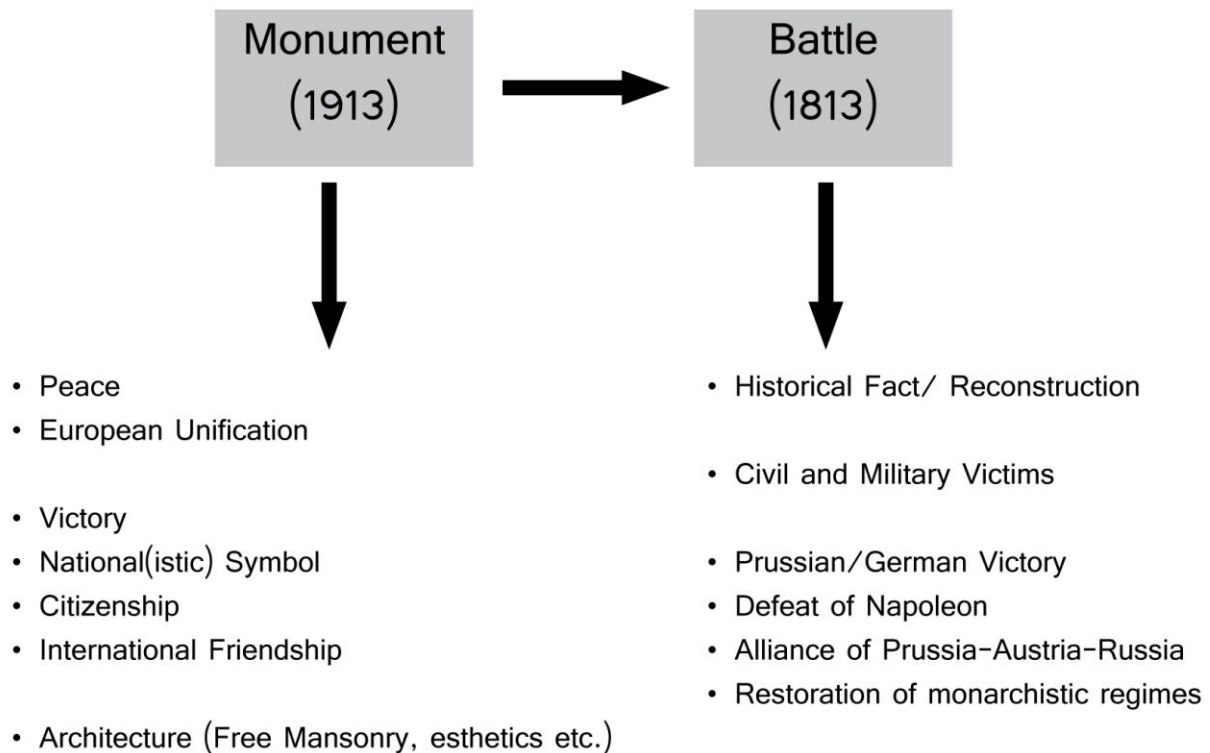 Monument
(1913)
Battle
(1813)
• Peace
• European Unification
• Victory
• National(istic) Symbol
• Citizenship
• International Friendship
• Architecture (Free Mansonry, esthetics etc.)
• Historical Fact/ Reconstruction
• Civil and Military Victims
• Prussian/German Victory
• Defeat of Napoleon
• Alliance of Prussia-Austria-Russia
• Restoration of monarchistic regimes